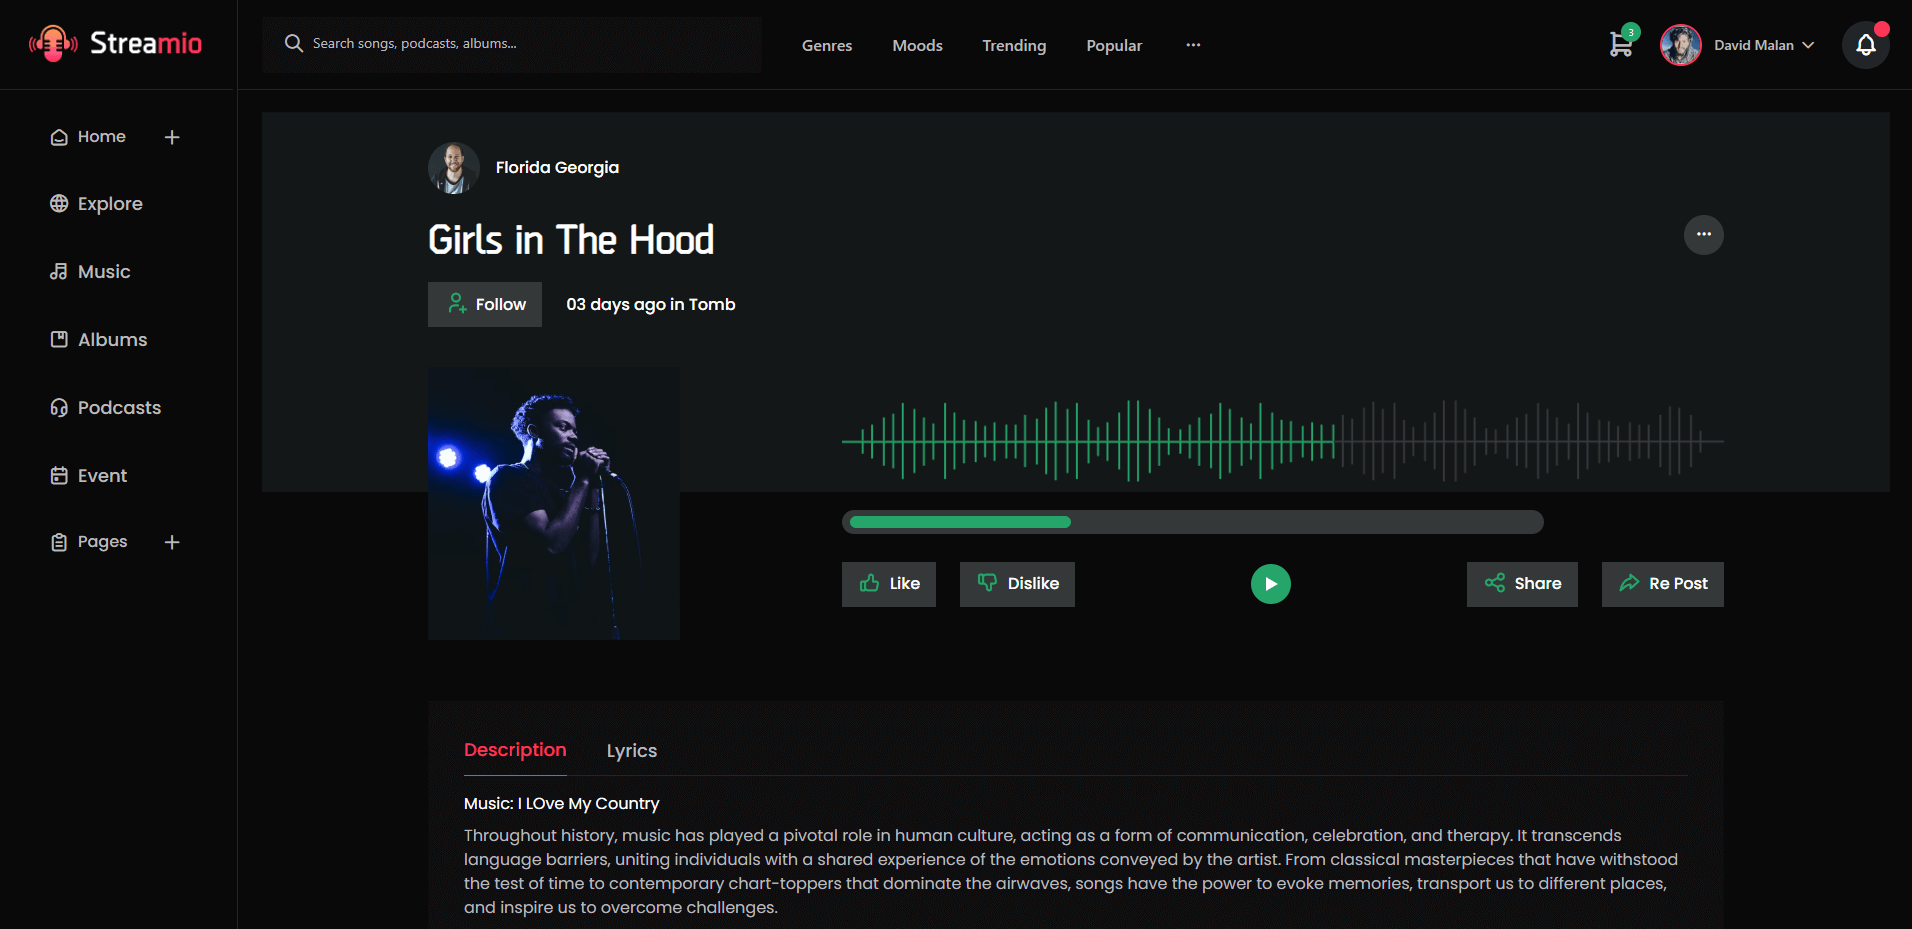 Streamio
Search songs, podcasts, albums...
Genres
Moods
Trending
Popular
3
David Malan
Home
Explore
Music
Albums
Podcasts
Event
Pages
Florida Georgia
Girls in The Hood
Follow
03 days ago in Tomb
Like
Dislike
Share
Re Post
Description
Lyrics
Music: I LOve My Country
Throughout history, music has played a pivotal role in human culture, acting as a form of communication, celebration, and therapy. It transcends
language barriers, uniting individuals with a shared experience of the emotions conveyed by the artist. From classical masterpieces that have withstood
the test of time to contemporary chart-toppers that dominate the airwaves, songs have the power to evoke memories, transport us to different places,
and inspire us to overcome challenges.